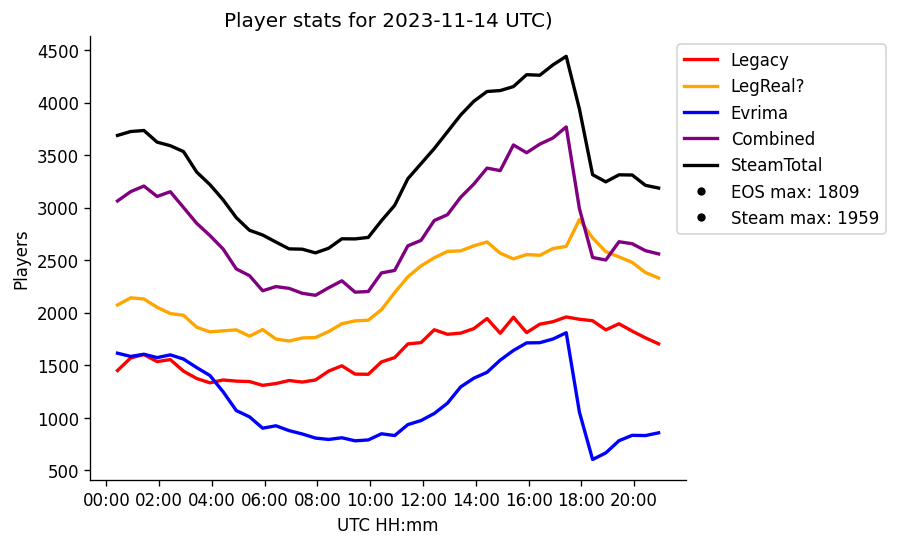 Player stats for 2023-11-14 UTC)
4500
4000
3500
3000
2500
2000
1500
1000
500
Players
00:00 02:00 04:00 06:00 08:00 10:00 12:00 14:00 16:00 18:00 20:00
UTC HH:mm
Legacy
LegReal?
Evrima
Combined
SteamTotal
EOS max: 1809
Steam max: 1959